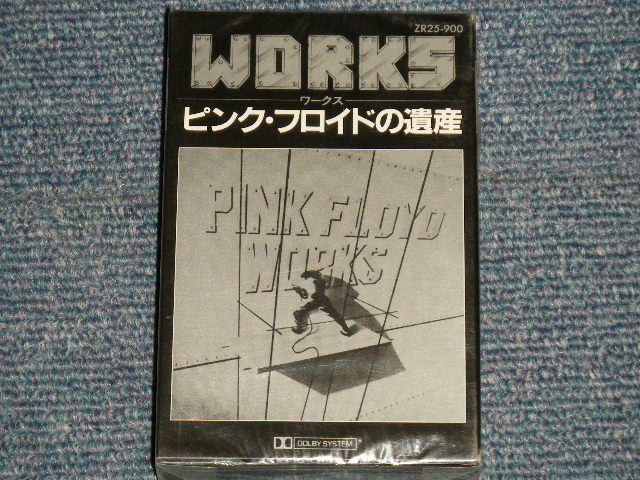 ZR25-900
WORKS
ワークス
ピンク・フロイドの遺産
PINK FLOYD
WORKS
DOLBY SYSTEM